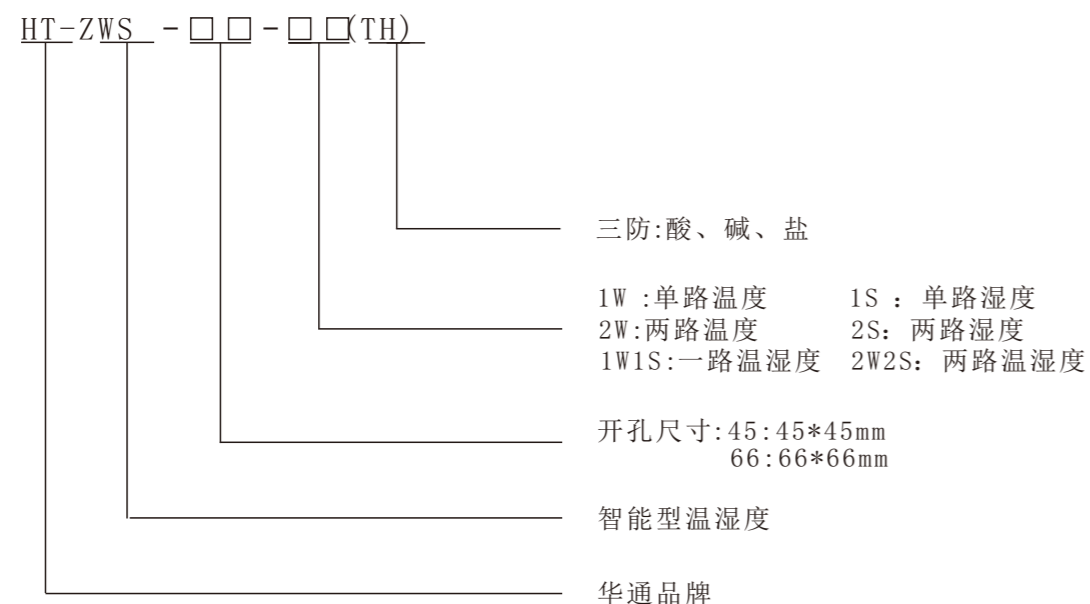 HT-ZWS -□□-□□(TH)
三防:酸、碱、盐
1W :单路温度 1S : 单路湿度
2W:两路温度 2S: 两路湿度
1W1S:一路温湿度 2W2S: 两路温湿度
开孔尺寸:45:45*45mm
66:66*66mm
智能型温湿度
华通品牌